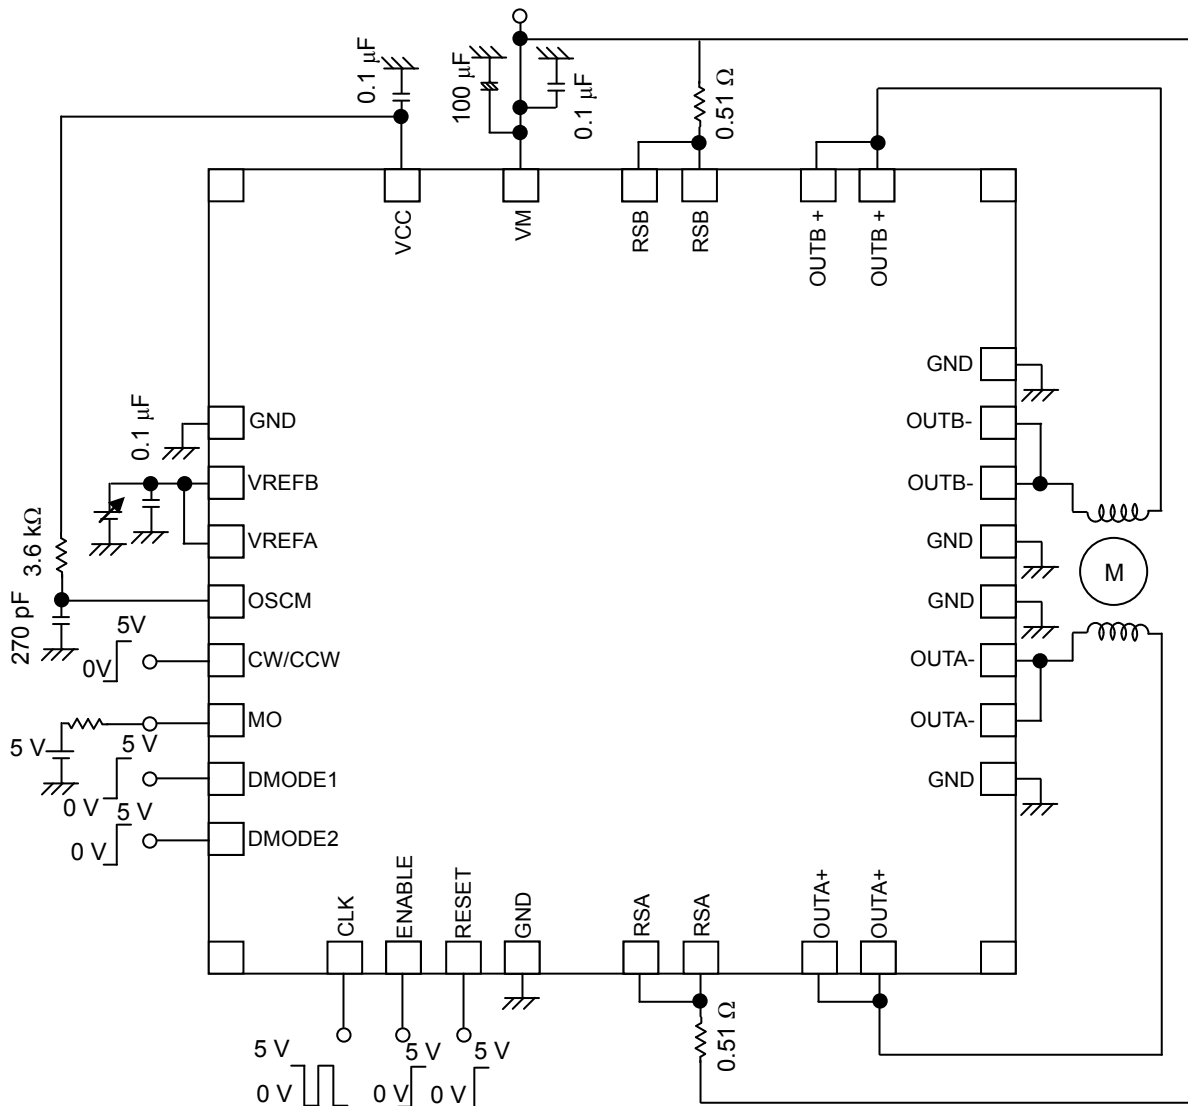 0.1 μF
100 μF
0.1 μF
0.51 Ω
VCC
VM
RSB
RSB
OUTB +
OUTB +
GND
OUTB-
OUTB-
GND
GND
OUTA-
OUTA-
GND
M
0.1 μF
GND
VREFB
VREFA
3.6 kΩ
OSCM
270 pF
5V
0V
CW/CCW
MO
5 V
5 V
0 V
DMODE1
5 V
0 V
DMODE2
CLK
ENABLE
RESET
GND
RSA
RSA
OUTA+
OUTA+
0.51 Ω
5 V
0 V
5 V
0 V
5 V
0 V